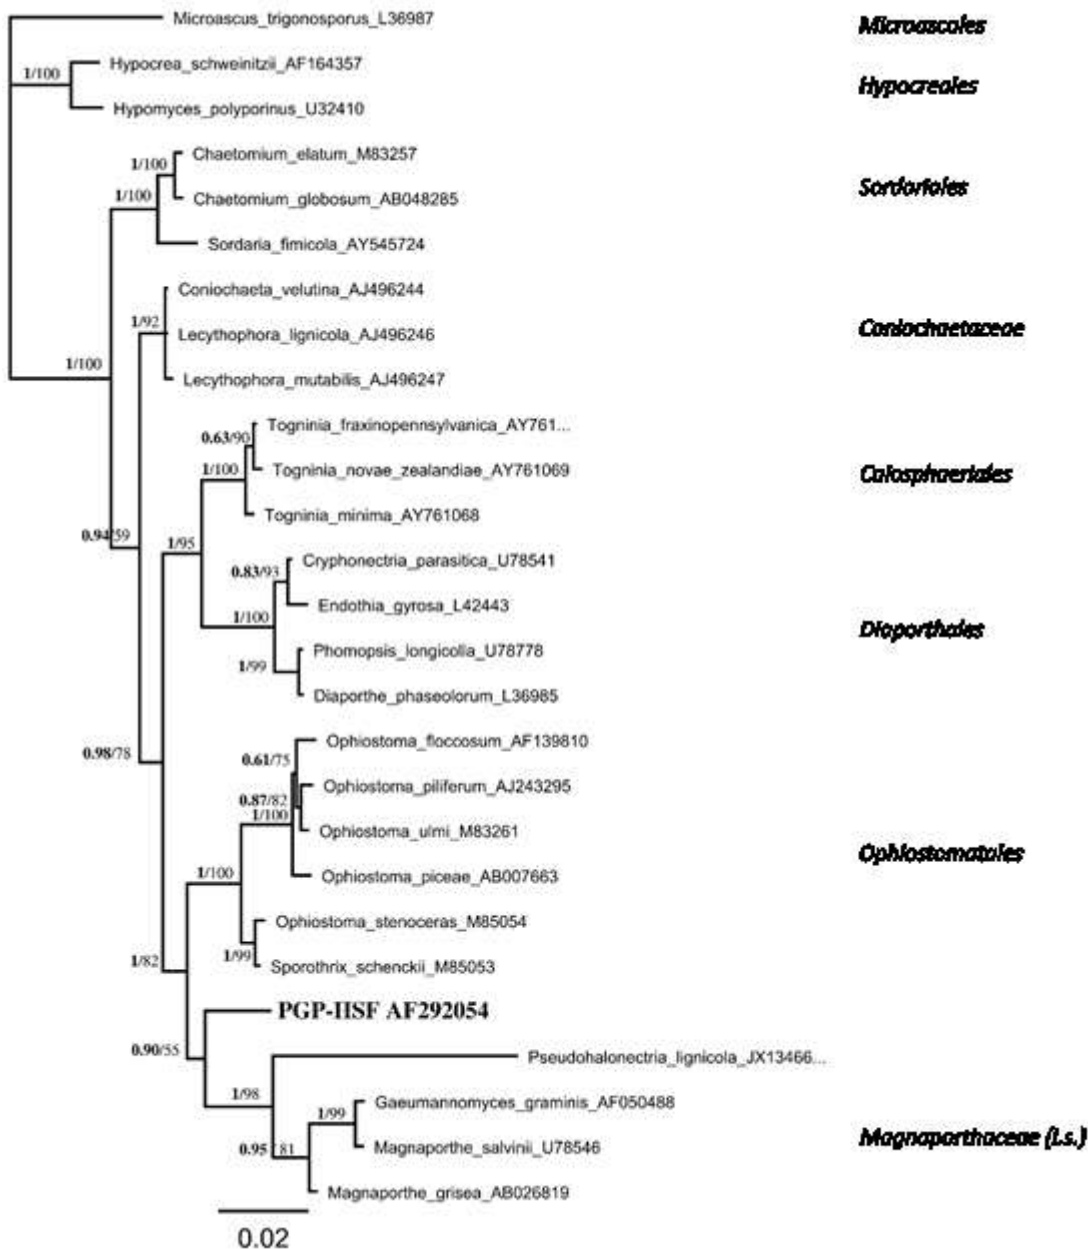 Microascus_trigonosporus_L36987
Microascales
Hypocrea_schweinitzii_AF164357
1/100
Hypocreales
Hypomyces_polyporinus_U32410
Chaetomium_elatum_M83257
1/100
1/100
Chaetomium_globosum_AB048285
Sordariales
Sordaria_fimicola_AY545724
Coniochaeta_velutina_AJ496244
1/92
Lecythophora_lignicola_AJ496246
Coniochaetaceae
1/100
Lecythophora_mutabilis_AJ496247
Togninia_fraxinopennsylvanica_AY761...
0.63/90
1/100
Togninia_novae_zealandiae_AY761069
Calosphaeriales
Togninia_minima_AY761068
0.94/59
1/95
Cryphonectria_parasitica_U78541
0.83/93
Endothia_gyrosa_L42443
1/100
Diaporthales
Phomopsis_longicolla_U78778
1/99
Diaporthe_phaseolorum_L36985
Ophiostoma_floccosum_AF139810
0.98/78
0.61/75
Ophiostoma_piliferum_AJ243295
0.87/82
1/100
Ophiostoma_ulmi_M83261
Ophiostomatales
1/100
Ophiostoma_piceae_AB007663
Ophiostoma_stenoceras_M85054
1/82
1/99
Sporothrix_schenckii_M85053
PGP-HSF AF292054
0.90/55
Pseudohalonectria_lignicola_JX13466...
1/98
Gaeumannomyces_graminis_AF050488
1/99
Magnaporthaceae (i.s.)
0.95/81
Magnaporthe_salvinii_U78546
Magnaporthe_grisea_AB026819
0.02